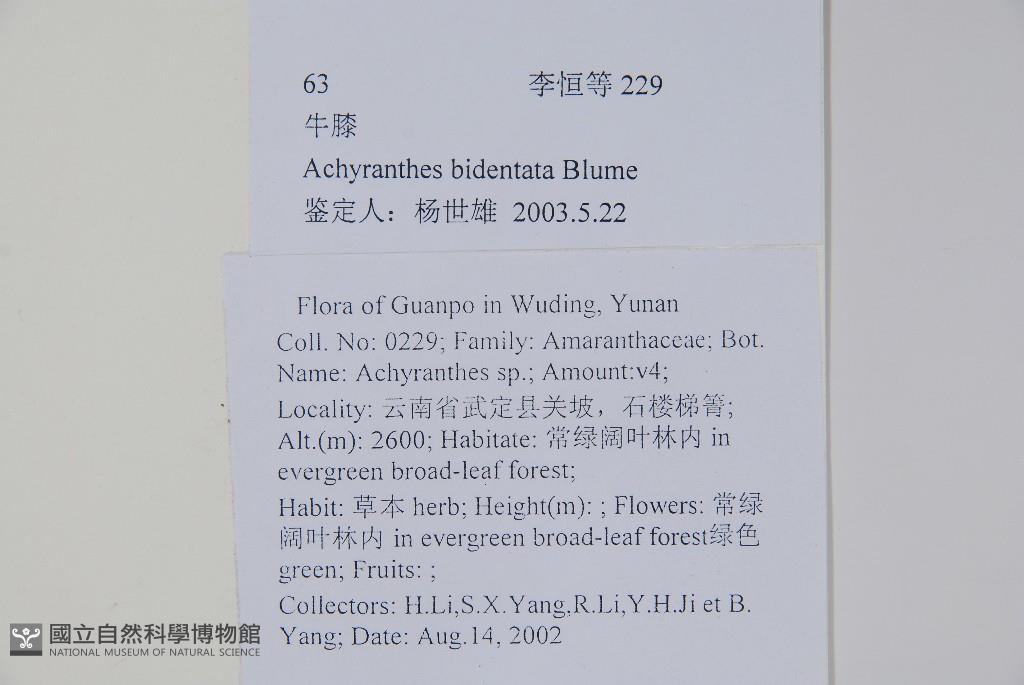 63 李恒等 229
牛膝
Achyranthes bidentata Blume
鉴定人：杨世雄 2003.5.22
Flora of Guanpo in Wuding, Yunan
Coll. No: 0229; Family: Amaranthaceae; Bot.
Name: Achyranthes sp.; Amount:v4;
Locality: 云南省武定县关坡，石楼梯箐;
Alt.(m): 2600; Habitate: 常绿阔叶林内 in
evergreen broad-leaf forest;
Habit: 草本 herb; Height(m): ; Flowers: 常绿
阔叶林内 in evergreen broad-leaf forest绿色
green; Fruits: ;
Collectors: H.Li,S.X.Yang,R.Li,Y.H.Ji et B.
Yang; Date: Aug.14, 2002
國立自然科學博物館
NATIONAL MUSEUM OF NATURAL SCIENCE